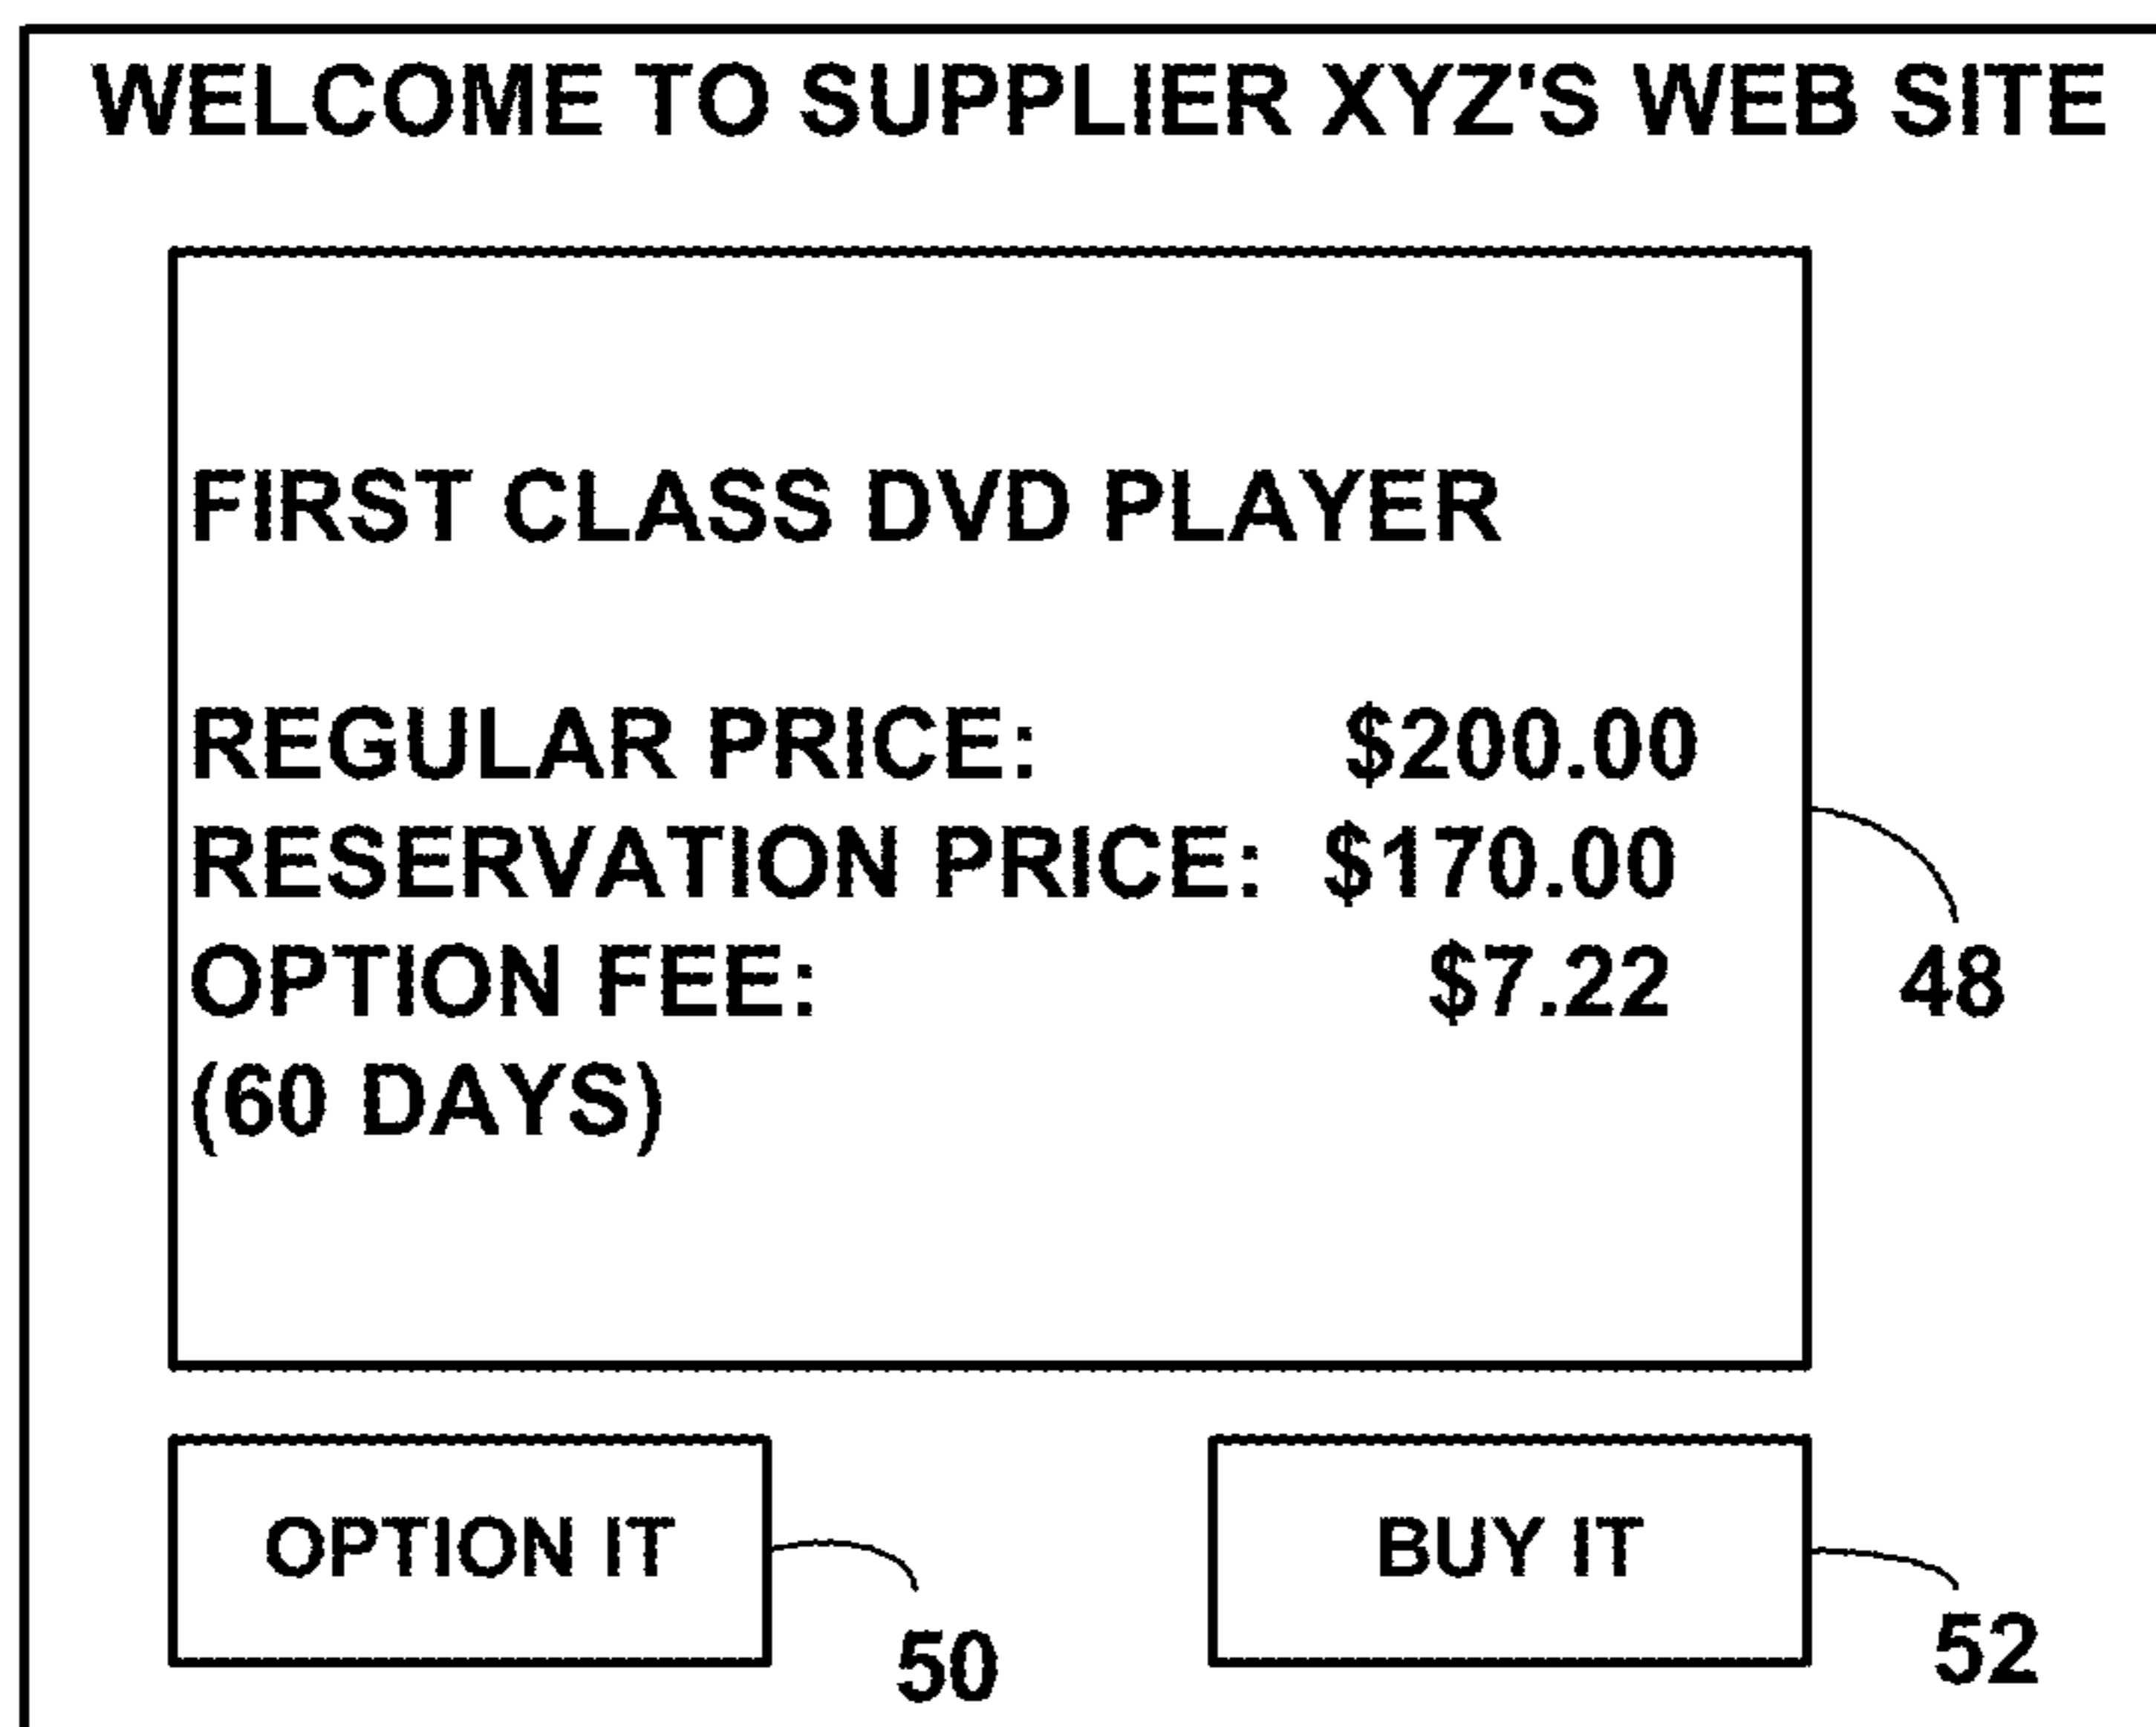 WELCOME TO SUPPLIER XYZ'S WEB SITE
FIRST CLASS DVD PLAYER
REGULAR PRICE: $200.00
RESERVATION PRICE: $170.00
OPTION FEE: $7.22
(60 DAYS)
48
OPTION IT
50
BUY IT
52